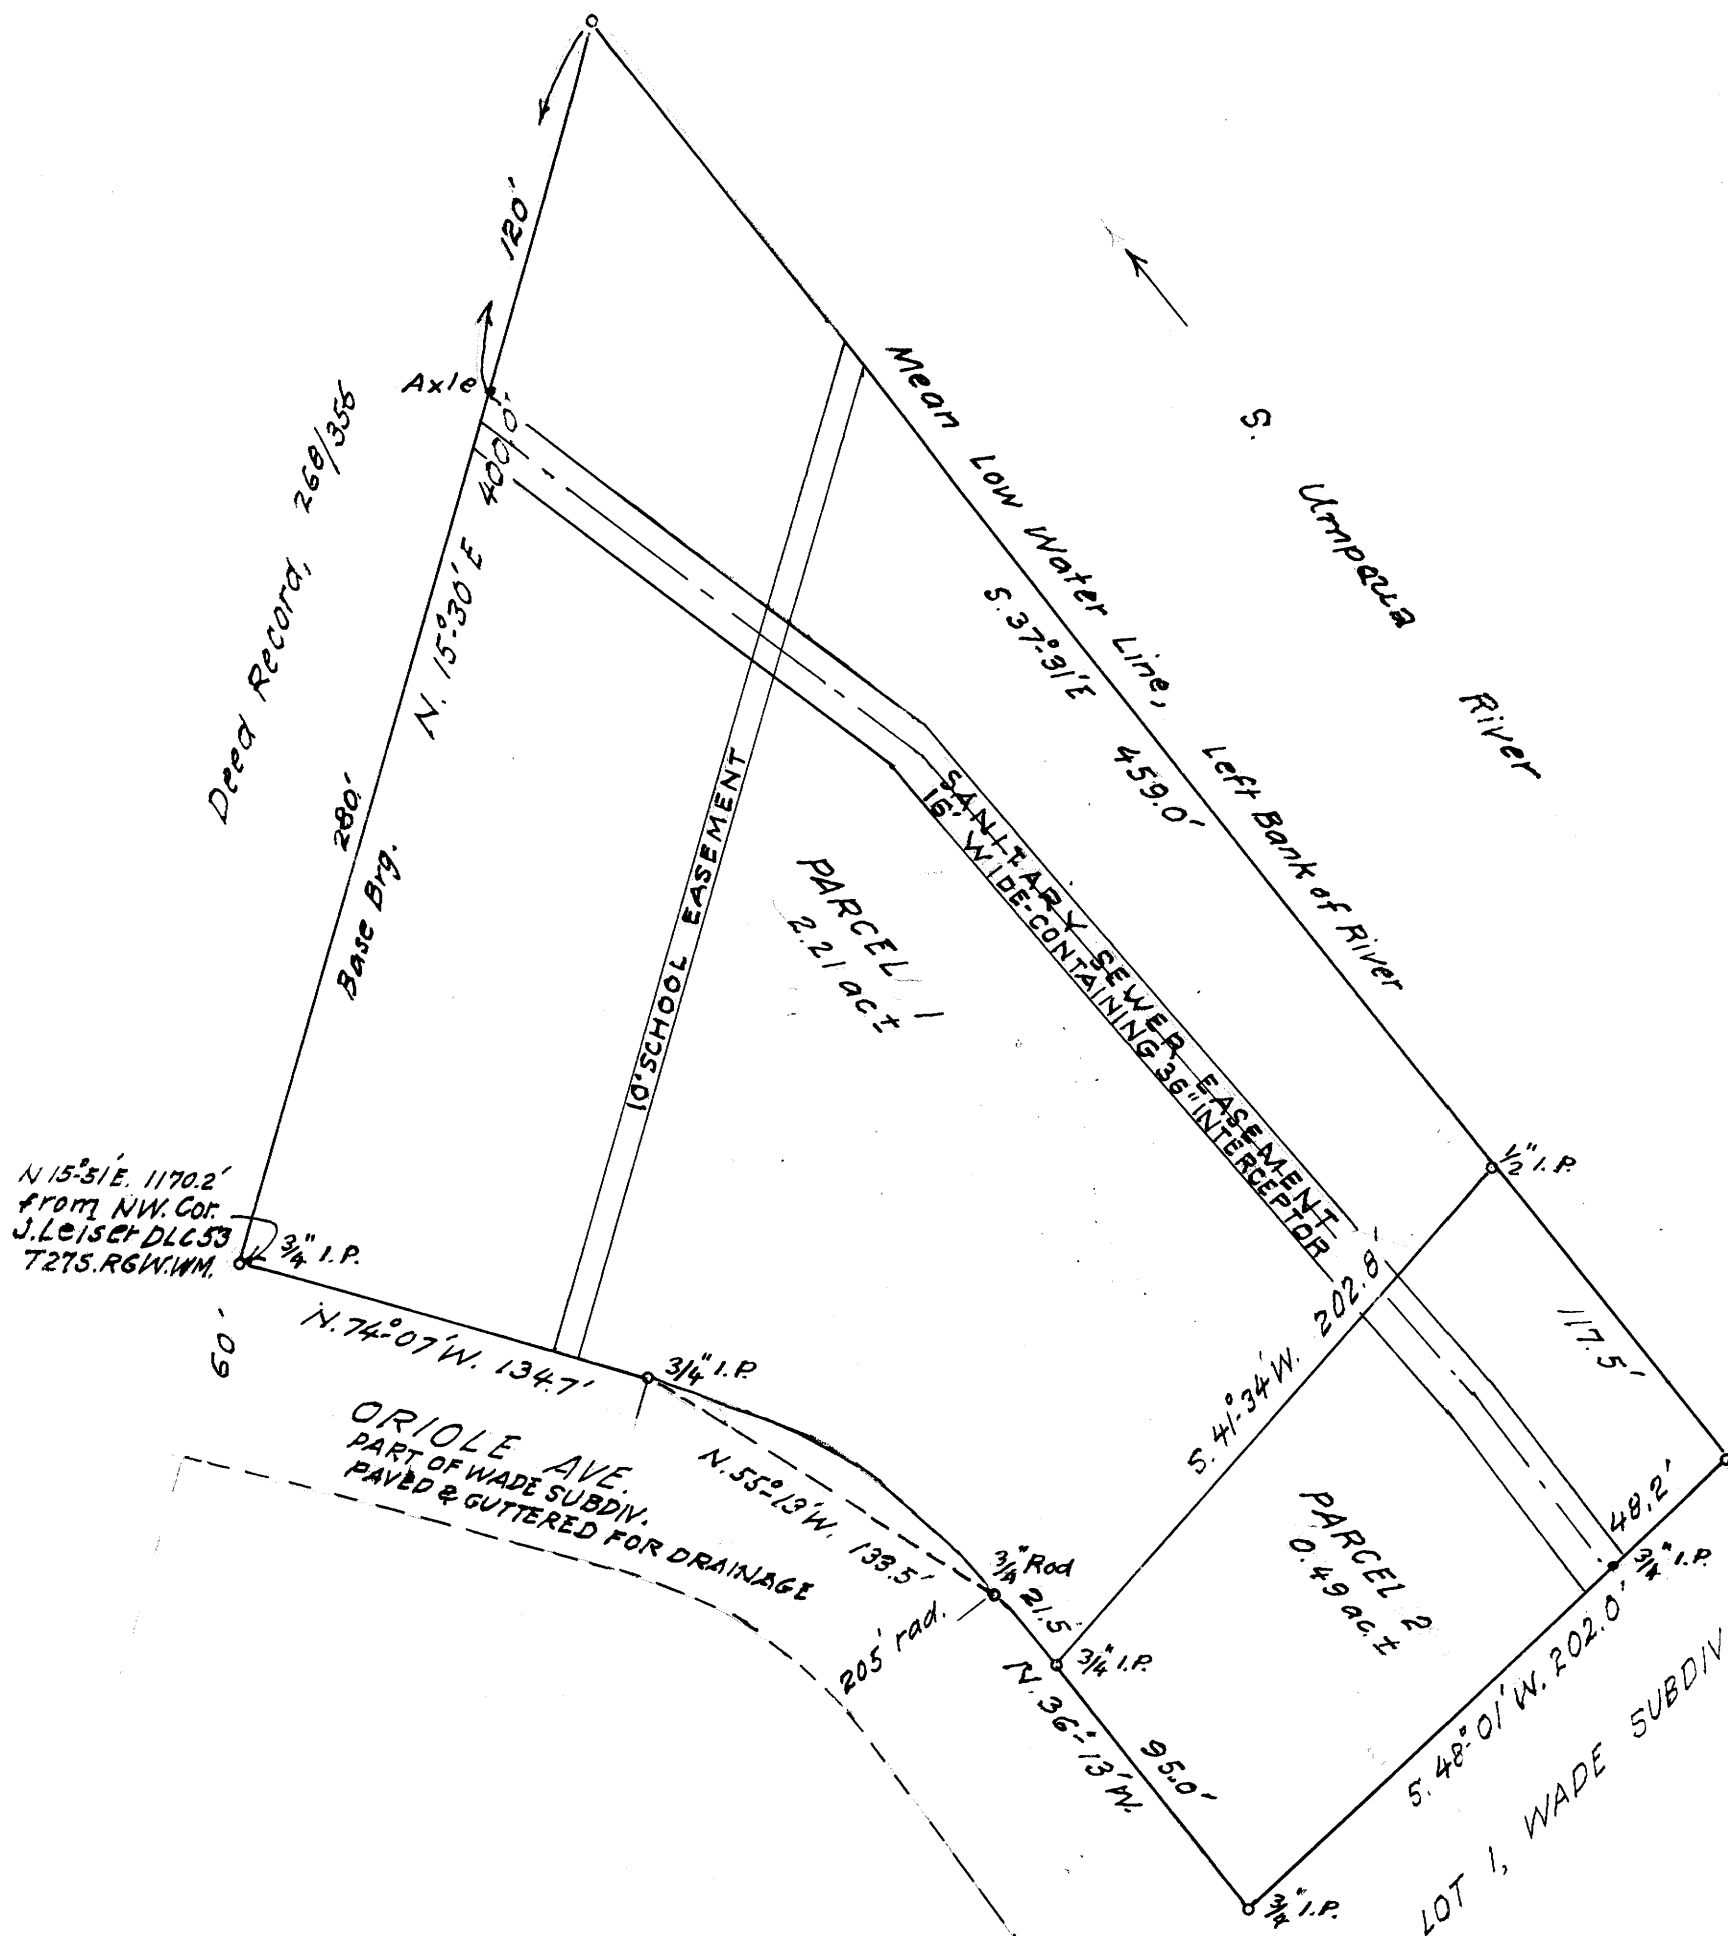 120'
Axle
400.0'
Deed Record, 268/356
N. 15°-30' E
280'
Base Brg.
Mean Low Water Line, Left Bank of River
S. 37°-31' E
459.0'
S. Umpqua River
10' SCHOOL EASEMENT
PARCEL 1
2.21 ac ±
SANITARY SEWER EASEMENT
16' WIDE-CONTAINING 36" INTERCEPTOR
N 15°-51' E. 1170.2'
from NW. Cor.
J. Leiser DLC 53
T27S. R6W. WM.
3/4" I.P.
60'
N. 74°-07' W. 134.7'
3/4" I.P.
ORIOLE AVE.
PART OF WADE SUBDIV.
PAVED & GUTTERED FOR DRAINAGE
N. 55°-13' W. 133.5'
3/4" Rod
21.5'
205' rad.
3/4" I.P.
N. 36°-13' W.
95.0'
S. 41°-34' W. 202.8'
1/2" I.P.
117.5'
48.2'
3/4" I.P.
PARCEL 2
0.49 ac. ±
S. 48°-01' W. 202.0'
3/4" I.P.
LOT 1, WADE SUBDIV